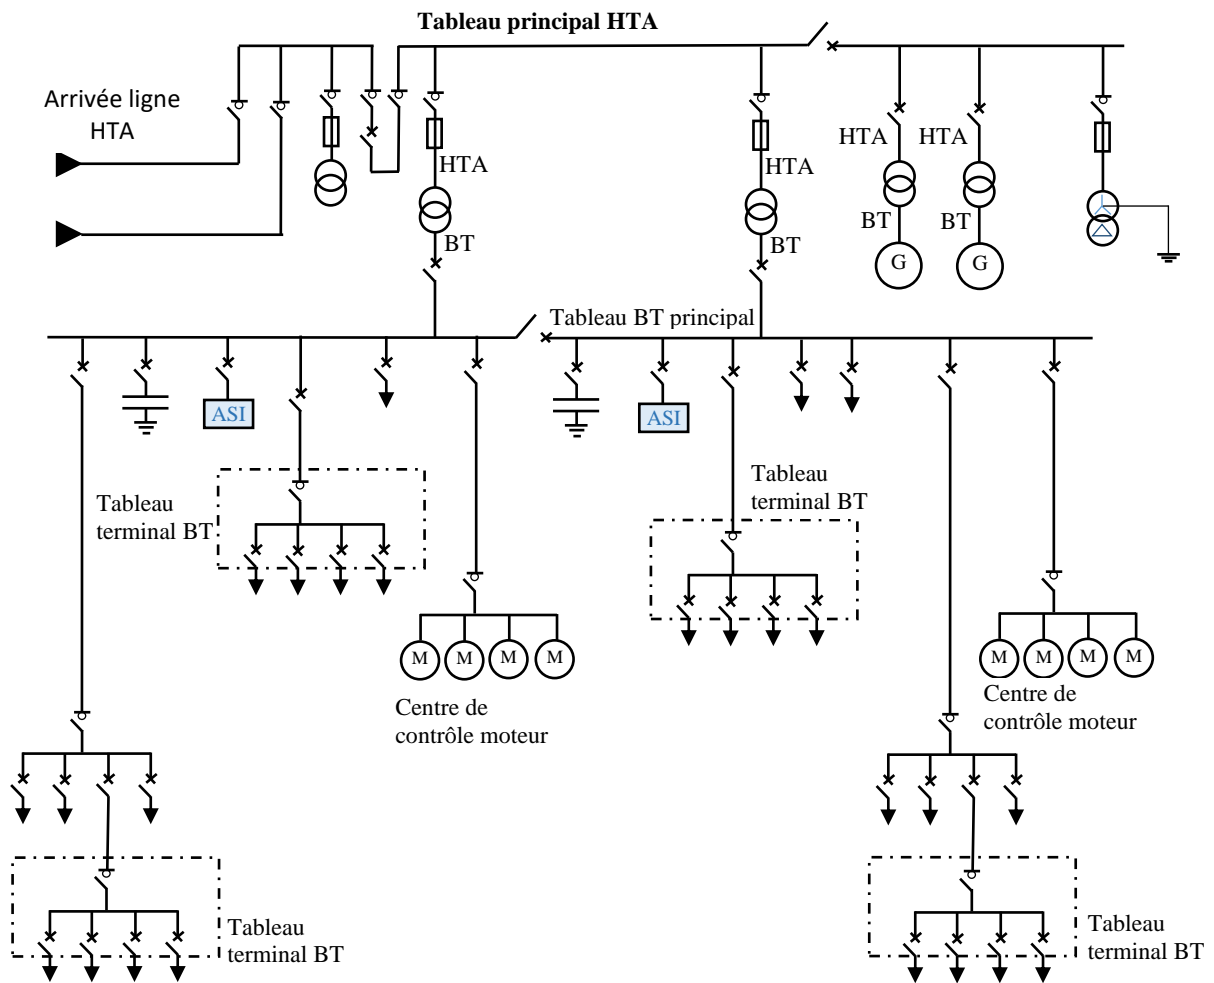 Tableau principal HTA
Arrivée ligne
HTA
HTA
BT
HTA
BT
HTA
HTA
BT
BT
G
G
Tableau BT principal
ASI
ASI
Tableau
terminal BT
Tableau
terminal BT
M
M
M
M
Centre de
contrôle moteur
M
M
M
M
Centre de
contrôle moteur
Tableau
terminal BT
Tableau
terminal BT